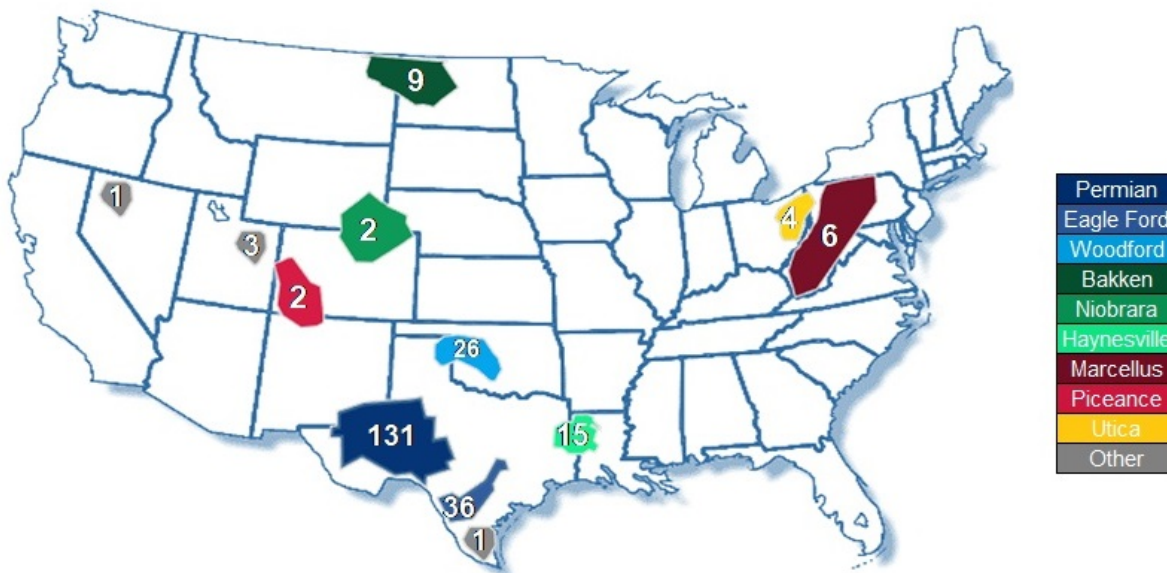 9
1
3
2
2
4
6
26
131
15
36
1
Permian
Eagle Ford
Woodford
Bakken
Niobrara
Haynesville
Marcellus
Piceance
Utica
Other